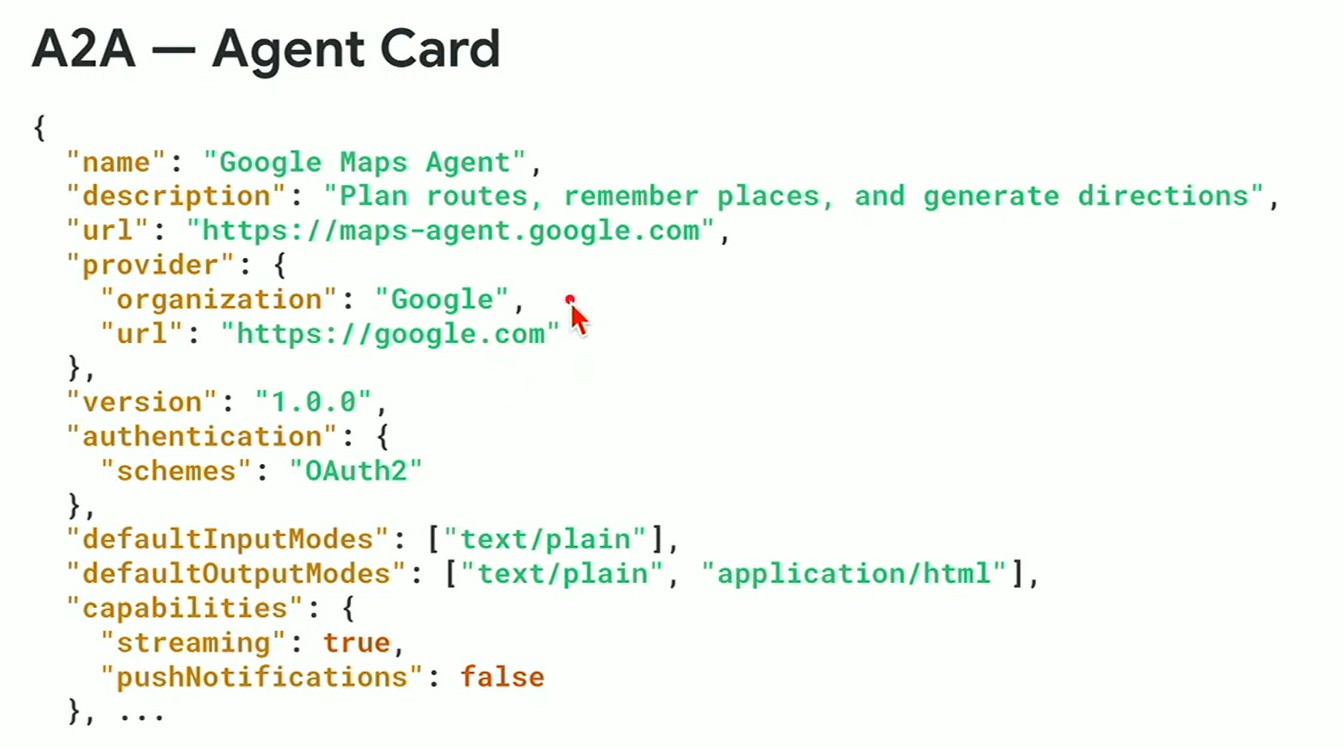 A2A — Agent Card
{
"name": "Google Maps Agent",
"description": "Plan routes, remember places, and generate directions",
"url": "https://maps-agent.google.com",
"provider": {
"organization": "Google",
"url": "https://google.com"
},
"version": "1.0.0",
"authentication": {
"schemes": "OAuth2"
},
"defaultInputModes": ["text/plain"],
"defaultOutputModes": ["text/plain", "application/html"],
"capabilities": {
"streaming": true,
"pushNotifications": false
}, ...